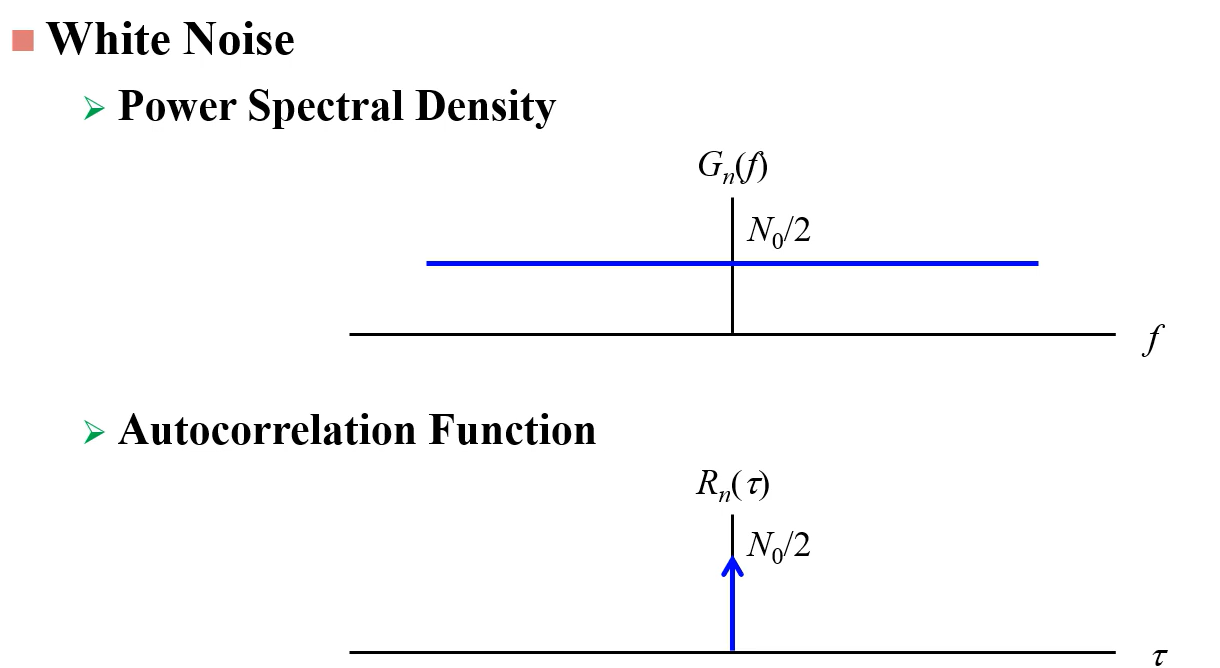 White Noise
Power Spectral Density
Gₙ(f)
N₀/2
f
Autocorrelation Function
Rₙ(τ)
N₀/2
τ